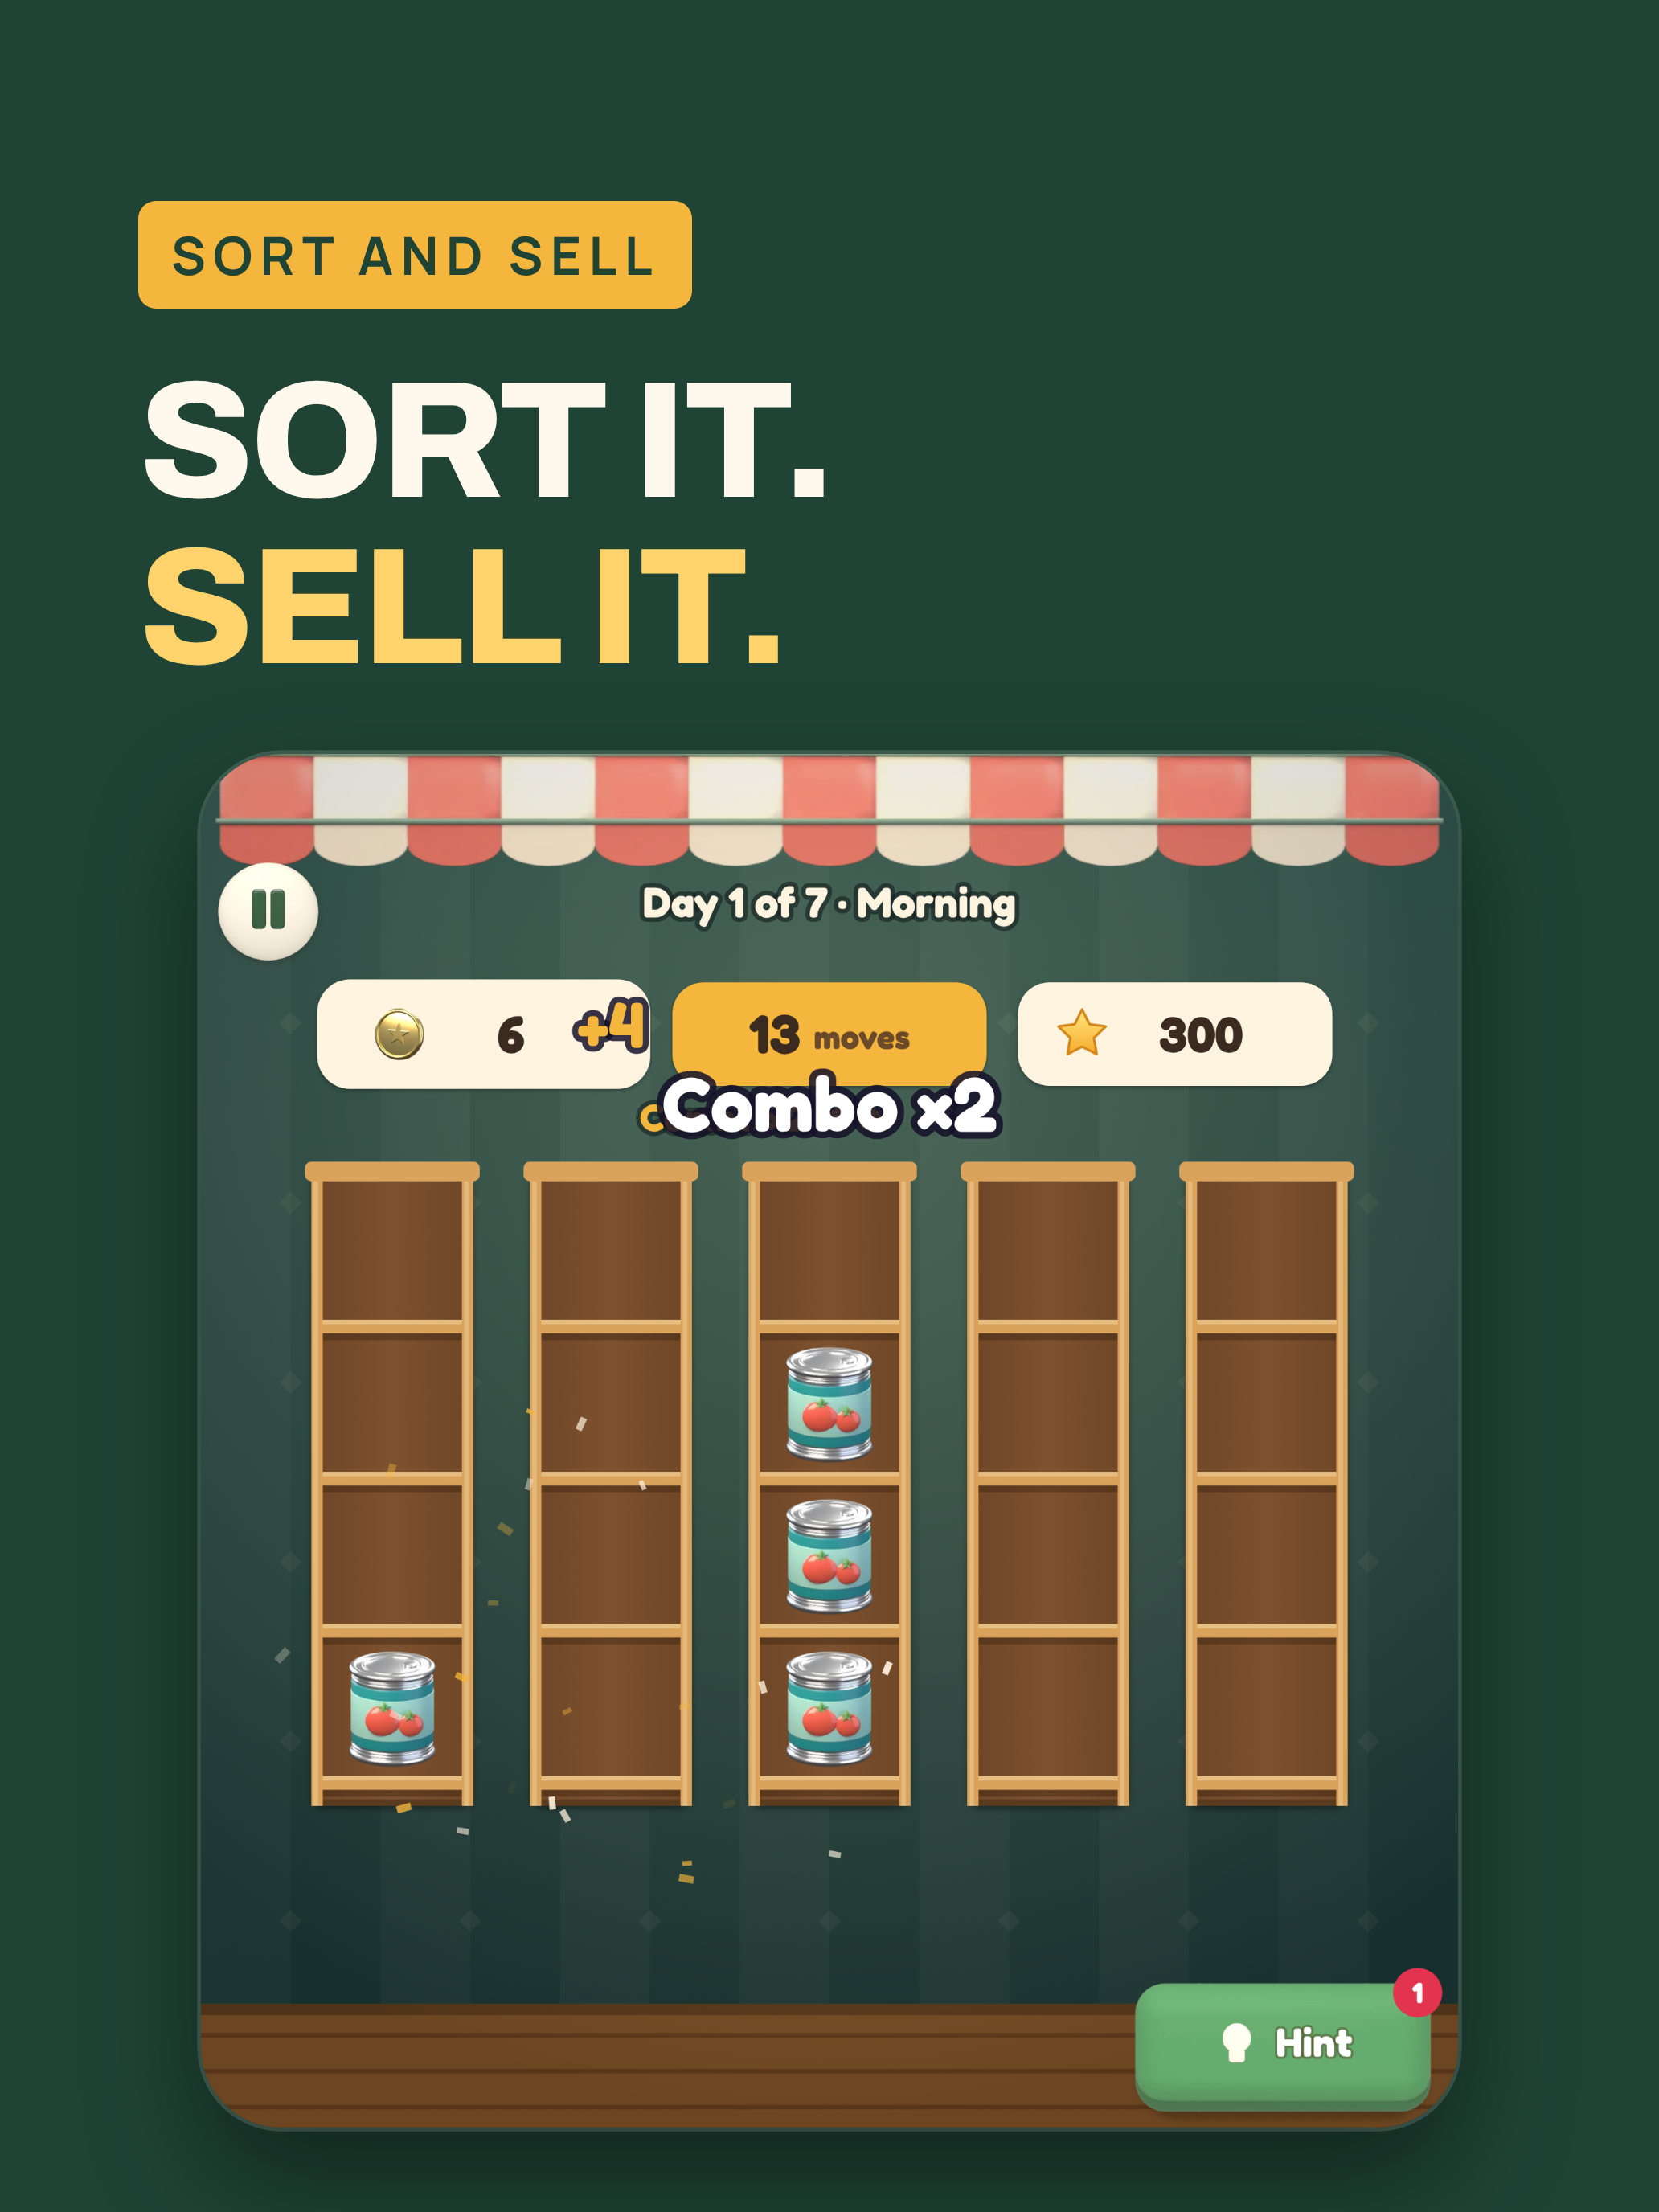 SORT AND SELL
SORT IT.
SELL IT.
Day 1 of 7 · Morning
6 +4 13 moves 300
Combo x2
1
Hint